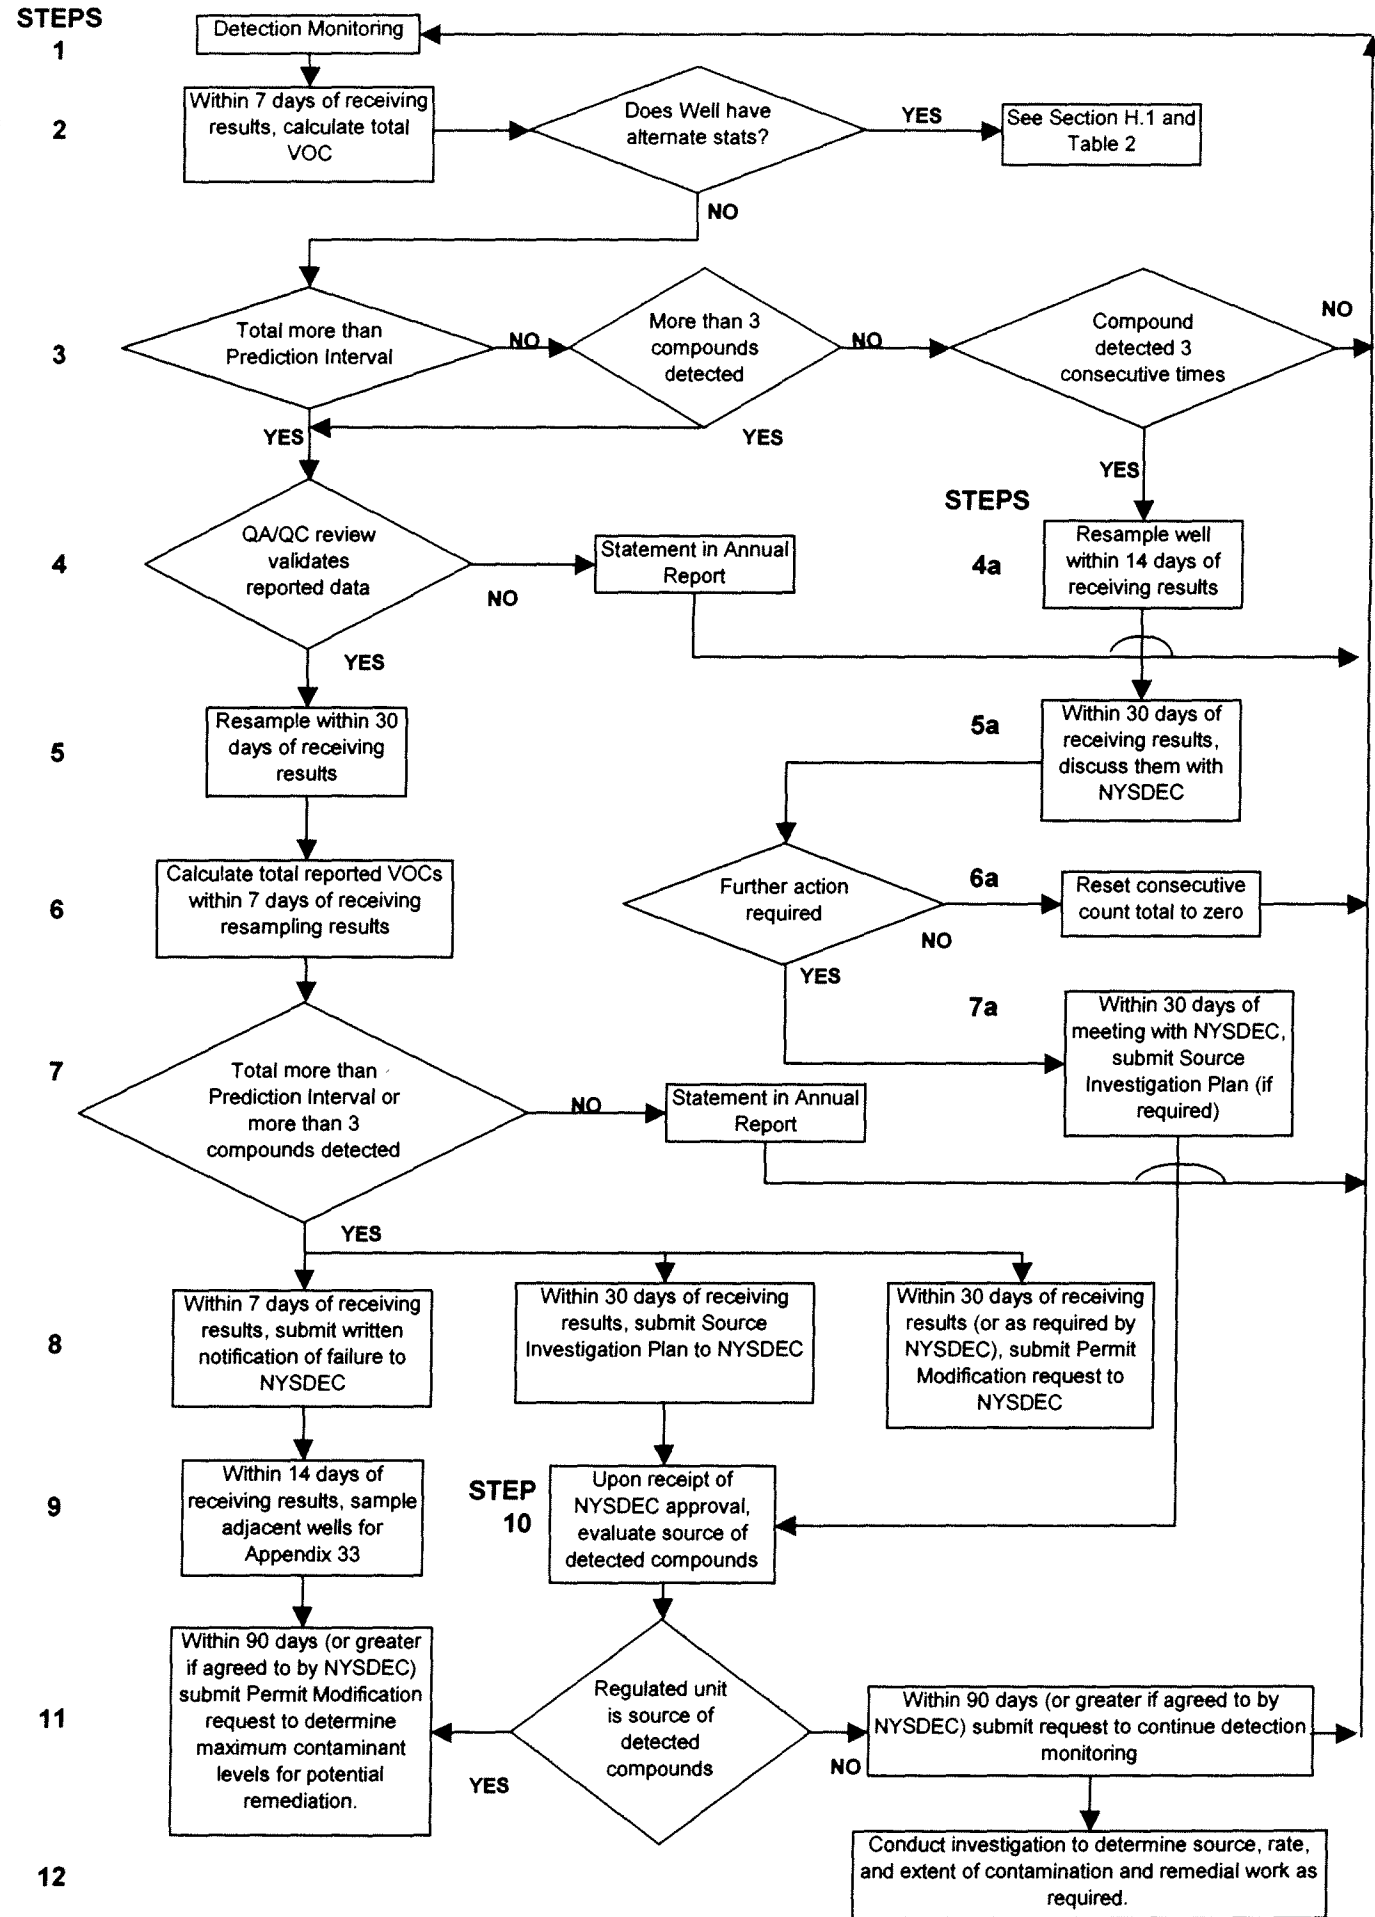 STEPS
1
Detection Monitoring
2
Within 7 days of receiving
results, calculate total
VOC
Does Well have
alternate stats?
YES
See Section H.1 and
Table 2
NO
3
Total more than
Prediction Interval
NO
More than 3
compounds
detected
NO
Compound
detected 3
consecutive times
NO
YES
YES
YES
STEPS
4
QA/QC review
validates
reported data
NO
Statement in Annual
Report
4a
Resample well
within 14 days of
receiving results
YES
5
Resample within 30
days of receiving
results
5a
Within 30 days of
receiving results,
discuss them with
NYSDEC
6
Calculate total reported VOCs
within 7 days of receiving
resampling results
Further action
required
6a
NO
Reset consecutive
count total to zero
YES
7a
Within 30 days of
meeting with NYSDEC,
submit Source
Investigation Plan (if
required)
7
Total more than
Prediction Interval or
more than 3
compounds detected
NO
Statement in Annual
Report
YES
8
Within 7 days of receiving
results, submit written
notification of failure to
NYSDEC
Within 30 days of receiving
results, submit Source
Investigation Plan to NYSDEC
Within 30 days of receiving
results (or as required by
NYSDEC), submit Permit
Modification request to
NYSDEC
9
Within 14 days of
receiving results, sample
adjacent wells for
Appendix 33
STEP
10
Upon receipt of
NYSDEC approval,
evaluate source of
detected compounds
11
Within 90 days (or greater
if agreed to by NYSDEC)
submit Permit Modification
request to determine
maximum contaminant
levels for potential
remediation.
YES
Regulated unit
is source of
detected
compounds
NO
Within 90 days (or greater if agreed to by
NYSDEC) submit request to continue detection
monitoring
12
Conduct investigation to determine source, rate,
and extent of contamination and remedial work as
required.